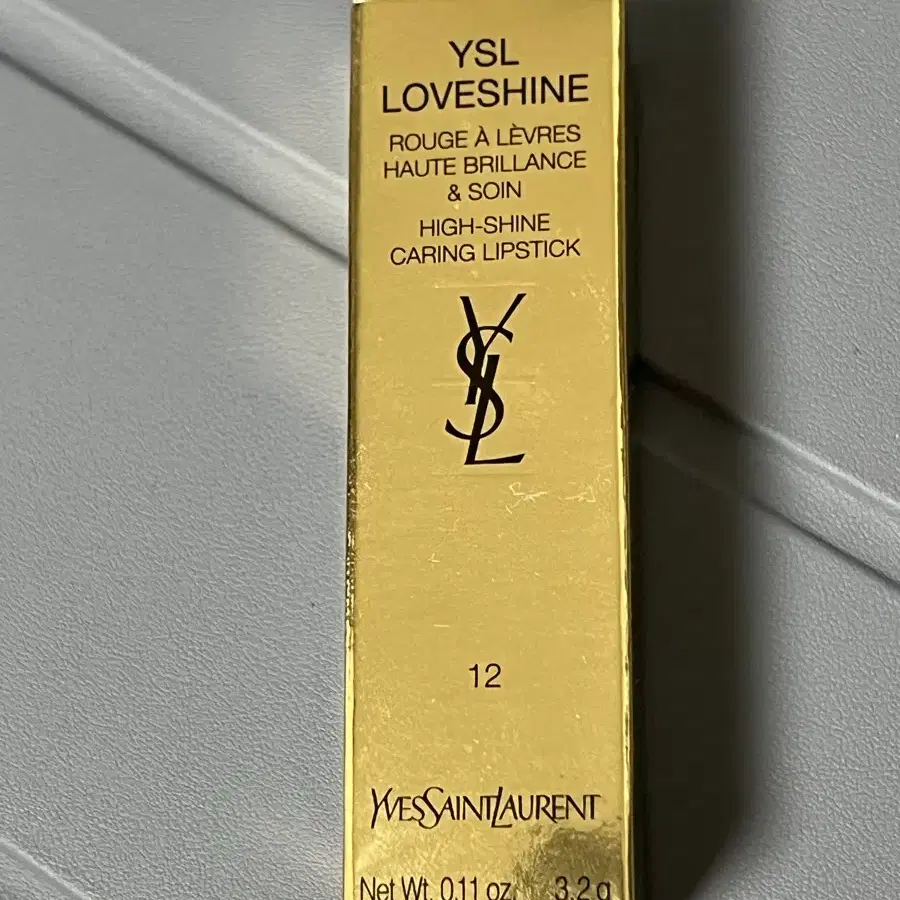 YSL
LOVESHINE
ROUGE À LÈVRES
HAUTE BRILLANCE
& SOIN
HIGH-SHINE
CARING LIPSTICK
YSL
12
YVESSAINTLAURENT
Net Wt. 0.11 oz. 3.2 g